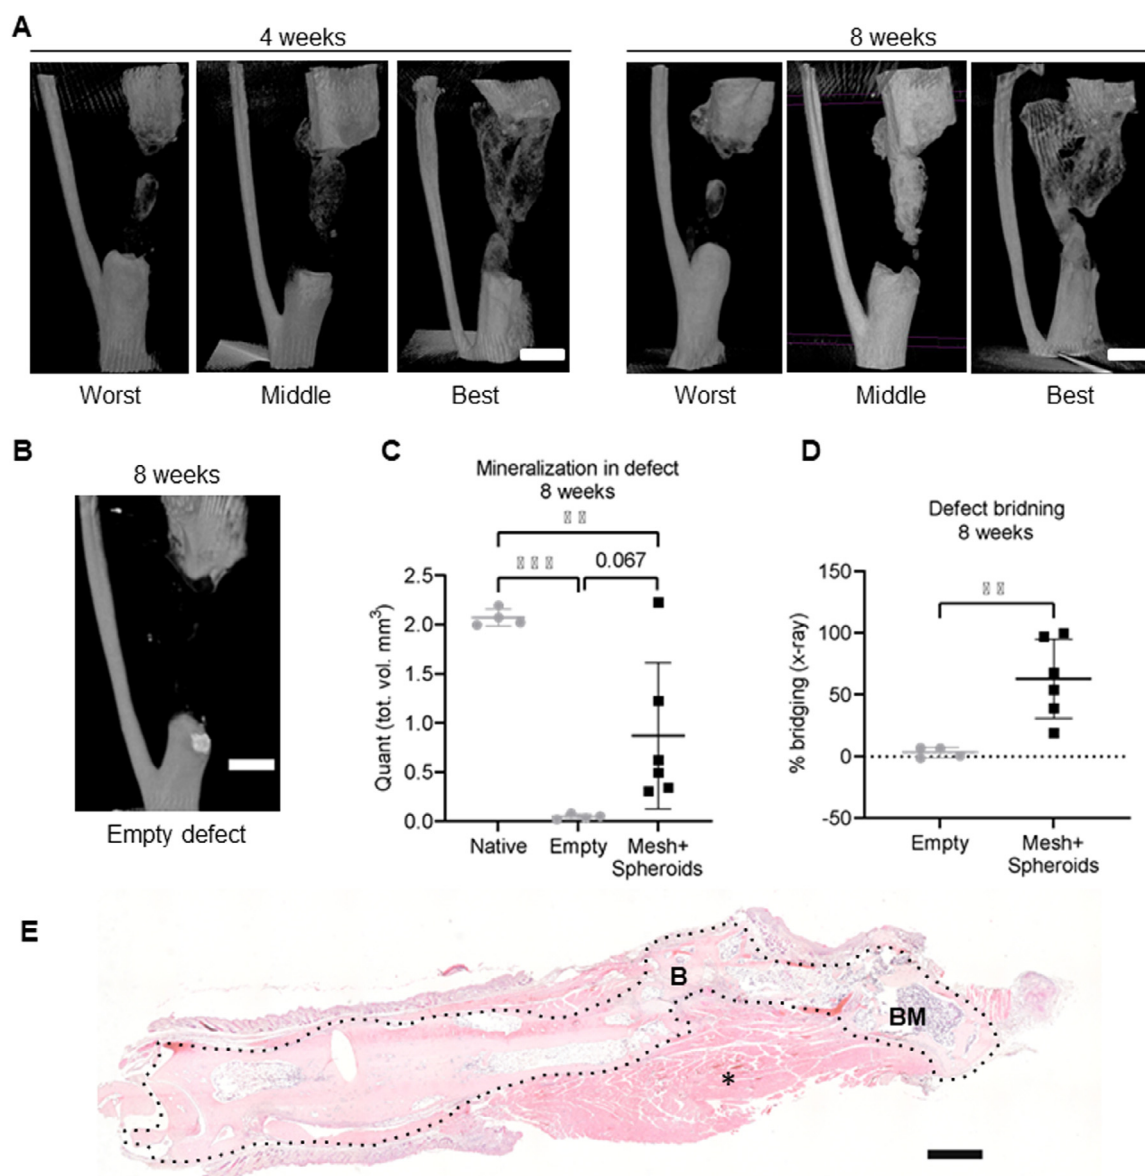 A
4 weeks
8 weeks
Worst
Middle
Best
Worst
Middle
Best
B
8 weeks
Empty defect
C
Mineralization in defect
8 weeks
0.067
Quant (tot. vol. mm³)
2.5
2.0
1.5
1.0
0.5
0.0
Native
Empty
Mesh+
Spheroids
D
Defect bridning
8 weeks
% bridging (x-ray)
150
100
50
0
-50
Empty
Mesh+
Spheroids
E
B
BM
*